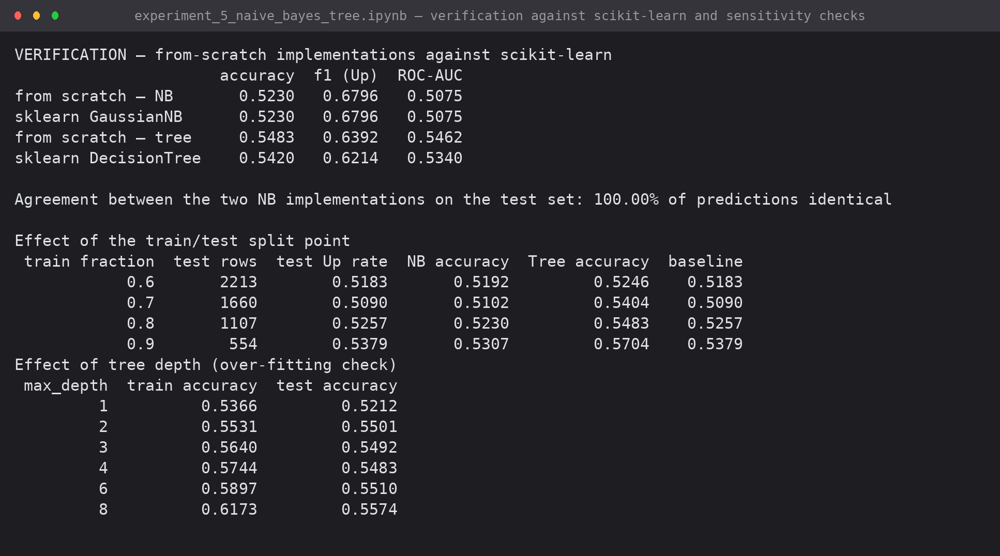 experiment_5_naive_bayes_tree.ipynb — verification against scikit-learn and sensitivity checks
VERIFICATION — from-scratch implementations against scikit-learn
accuracy  f1 (Up)  ROC-AUC
from scratch — NB  0.5230  0.6796  0.5075
sklearn GaussianNB  0.5230  0.6796  0.5075
from scratch — tree  0.5483  0.6392  0.5462
sklearn DecisionTree  0.5420  0.6214  0.5340
Agreement between the two NB implementations on the test set: 100.00% of predictions identical
Effect of the train/test split point
train fraction  test rows  test Up rate  NB accuracy  Tree accuracy  baseline
0.6  2213  0.5183  0.5192  0.5246  0.5183
0.7  1660  0.5090  0.5102  0.5404  0.5090
0.8  1107  0.5257  0.5230  0.5483  0.5257
0.9  554  0.5379  0.5307  0.5704  0.5379
Effect of tree depth (over-fitting check)
max_depth  train accuracy  test accuracy
1  0.5366  0.5212
2  0.5531  0.5501
3  0.5640  0.5492
4  0.5744  0.5483
6  0.5897  0.5510
8  0.6173  0.5574